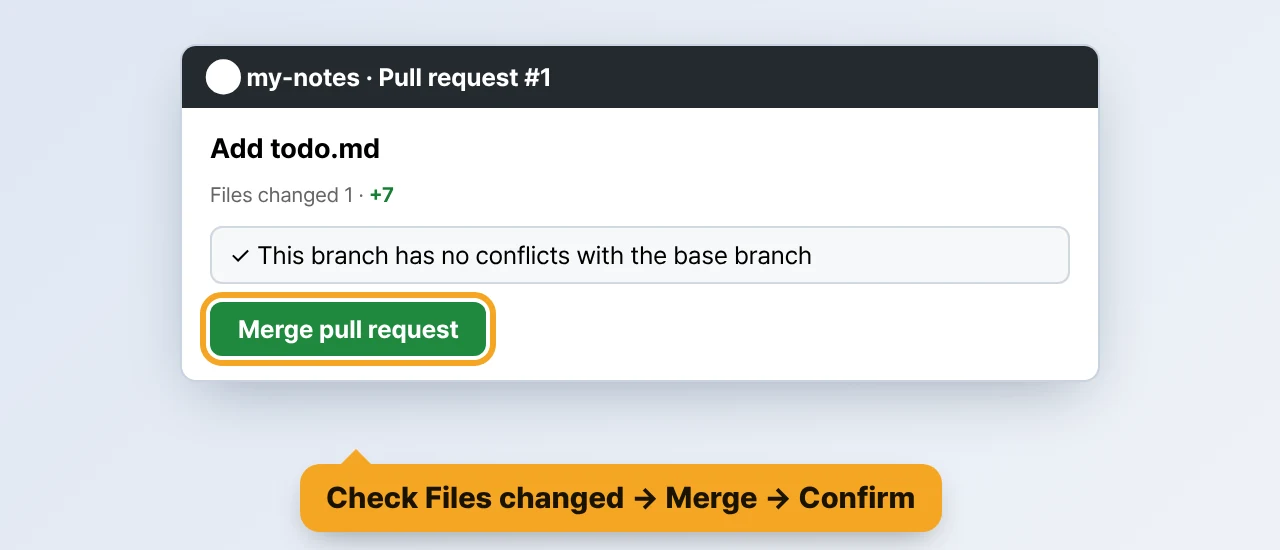 my-notes · Pull request #1
Add todo.md
Files changed 1 · +7
✓ This branch has no conflicts with the base branch
Merge pull request
Check Files changed → Merge → Confirm